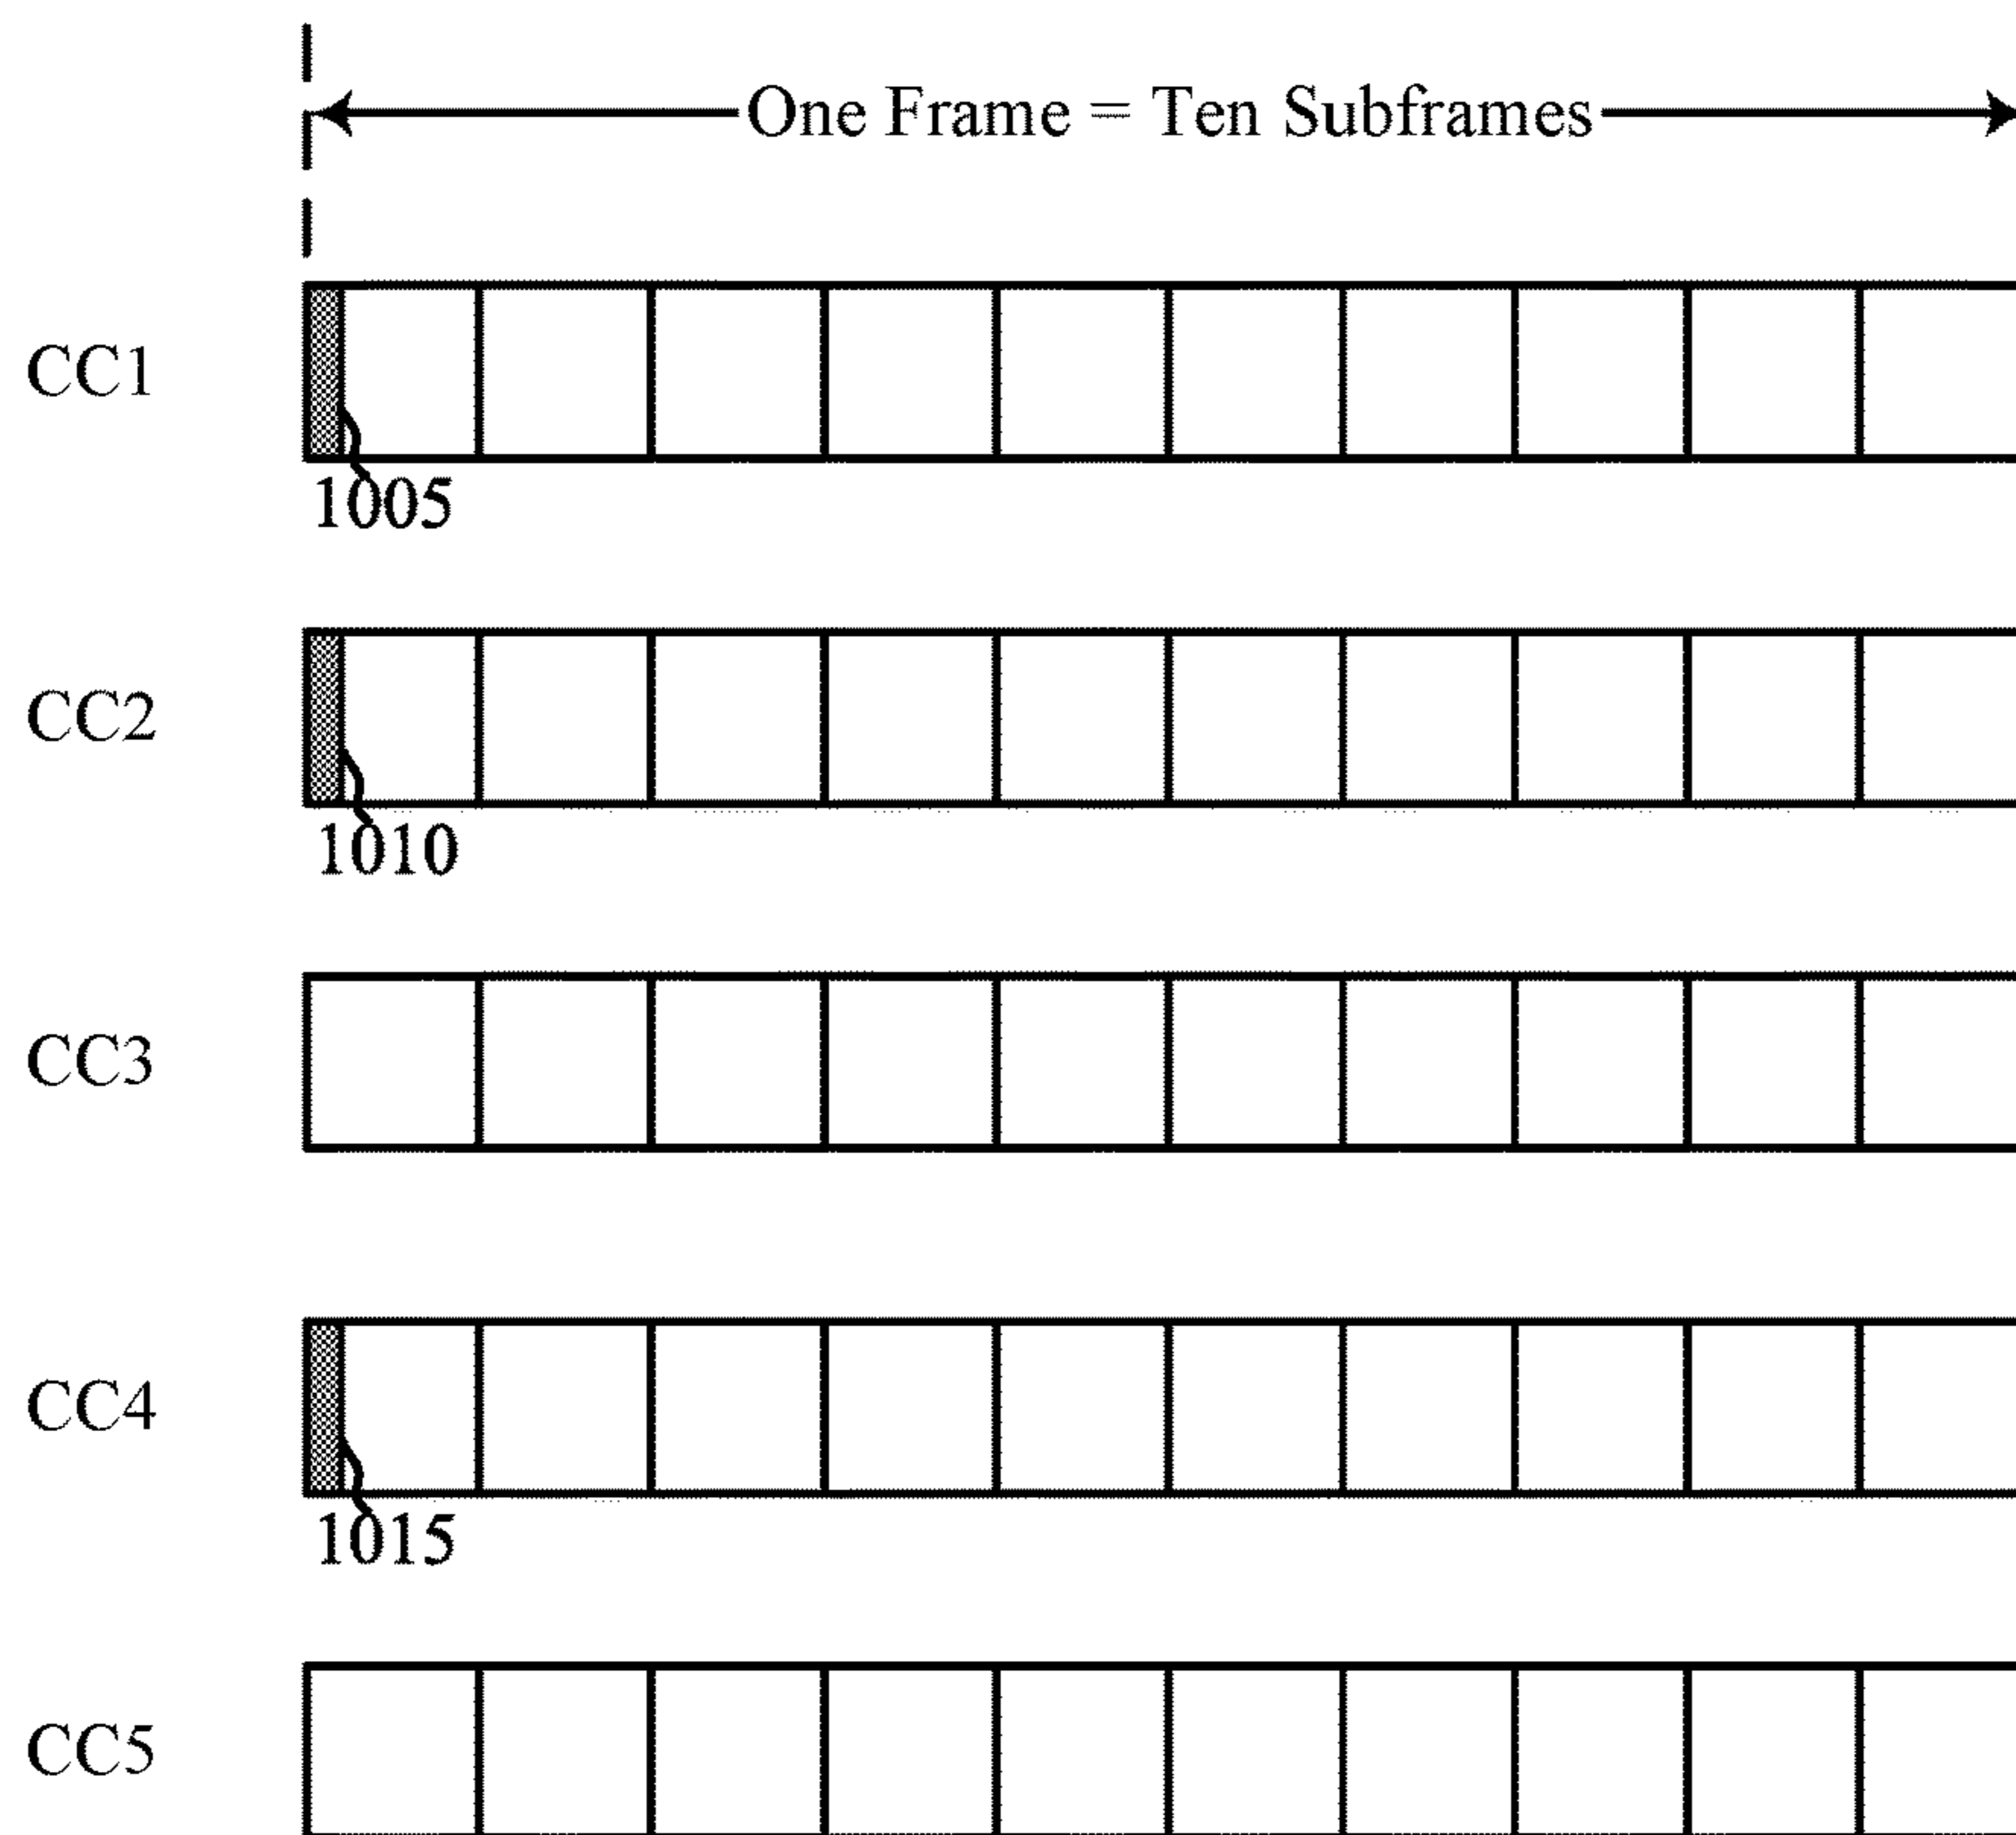 One Frame = Ten Subframes
CC1
1005
CC2
1010
CC3
CC4
1015
CC5